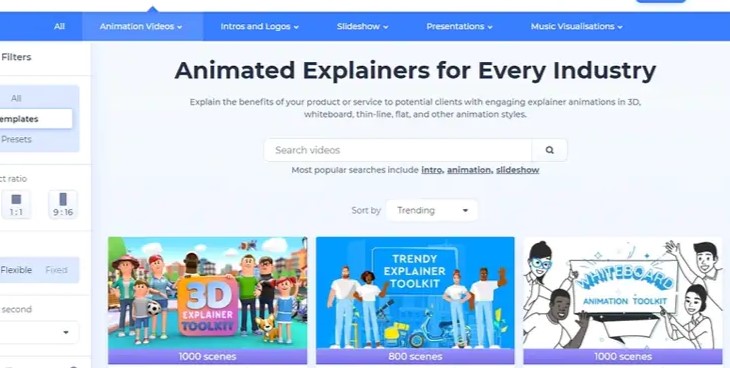 All
Animation Videos
Intros and Logos
Slideshow
Presentations
Music Visualisations
Filters
All
emplates
Presets
ct ratio
1:1
9:16
Flexible
Fixed
second
Animated Explainers for Every Industry
Explain the benefits of your product or service to potential clients with engaging explainer animations in 3D,
whiteboard, thin-line, flat, and other animation styles.
Search videos
Most popular searches include intro, animation, slideshow
Sort by
Trending
3D
EXPLAINER
TOOLKIT
1000 scenes
TRENDY
EXPLAINER
TOOLKIT
800 scenes
WHITEBOARD
ANIMATION TOOLKIT
1000 scenes